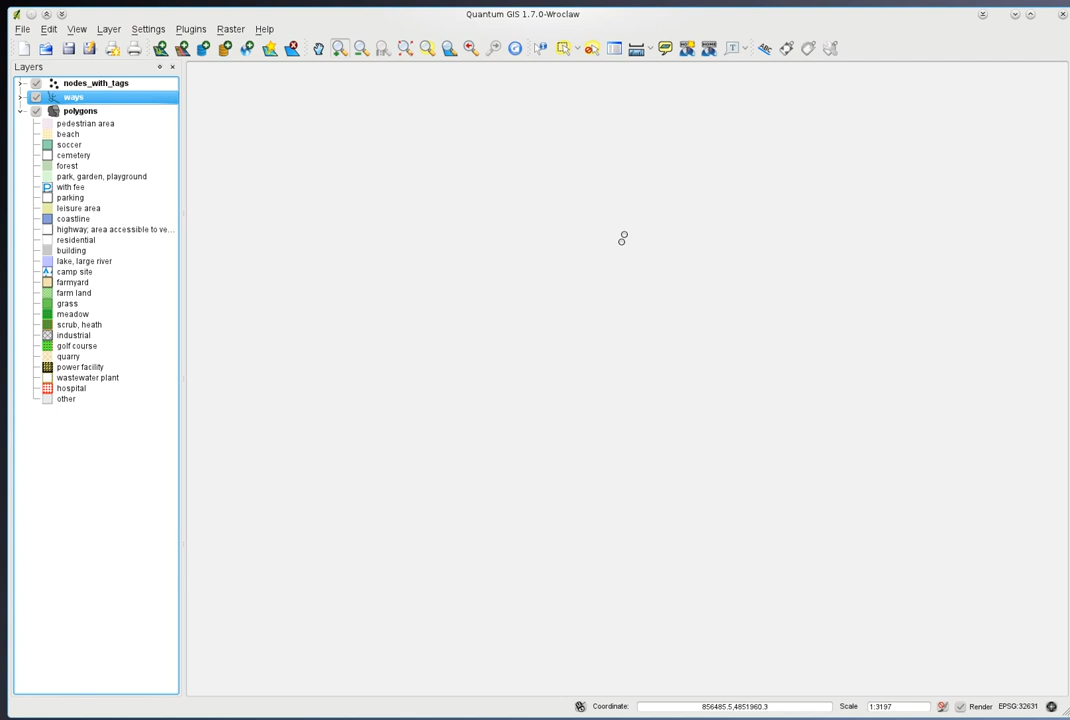 Quantum GIS 1.7.0-Wroclaw
File Edit View Layer Settings Plugins Raster Help
Layers
nodes_with_tags
ways
polygons
pedestrian area
beach
soccer
cemetery
forest
park, garden, playground
with fee
parking
leisure area
coastline
highway; area accessible to ve...
residential
building
lake, large river
camp site
farmyard
farm land
grass
meadow
scrub, heath
industrial
golf course
quarry
power facility
wastewater plant
hospital
other
Coordinate: 856485.5,4851960.3 Scale 1:3197 Render EPSG:32631